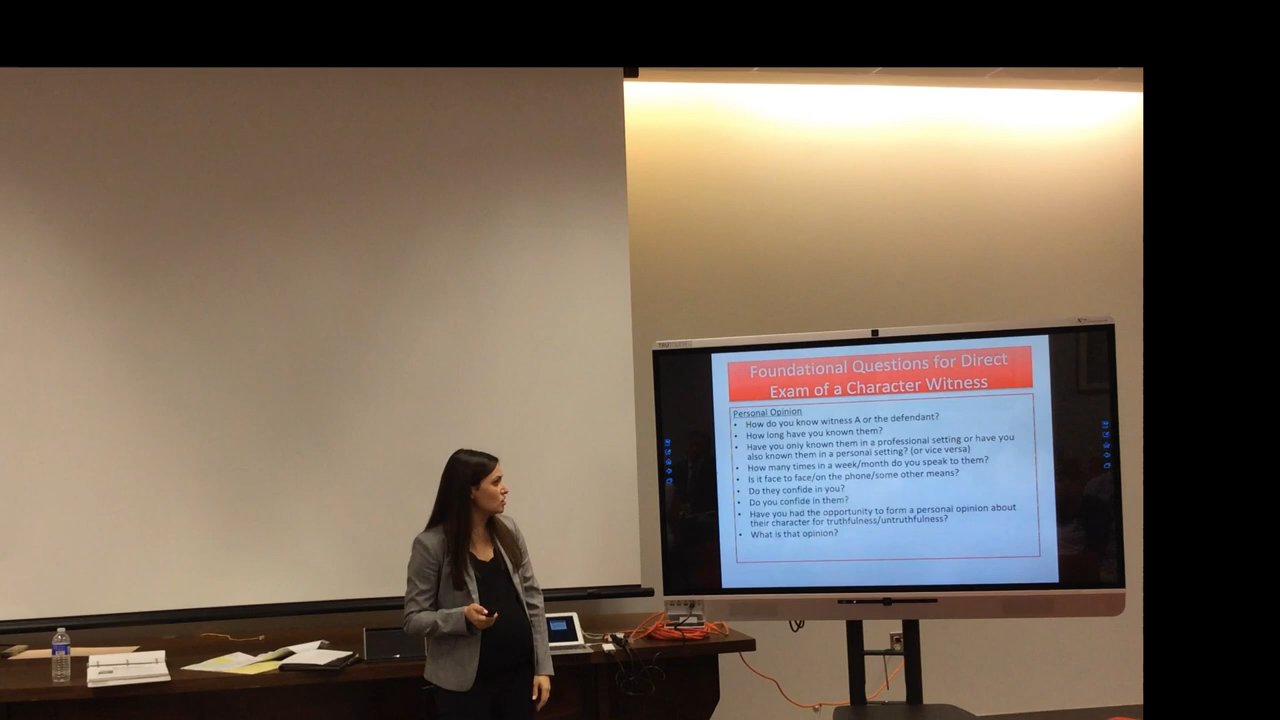 Foundational Questions for Direct
Exam of a Character Witness
Personal Opinion
• How do you know witness A or the defendant?
• How long have you known them?
• Have you only known them in a professional setting or have you
also known them in a personal setting? (or vice versa)
• How many times in a week/month do you speak to them?
• Is it face to face/on the phone/some other means?
• Do they confide in you?
• Do you confide in them?
• Have you had the opportunity to form a personal opinion about
their character for truthfulness/untruthfulness?
• What is that opinion?